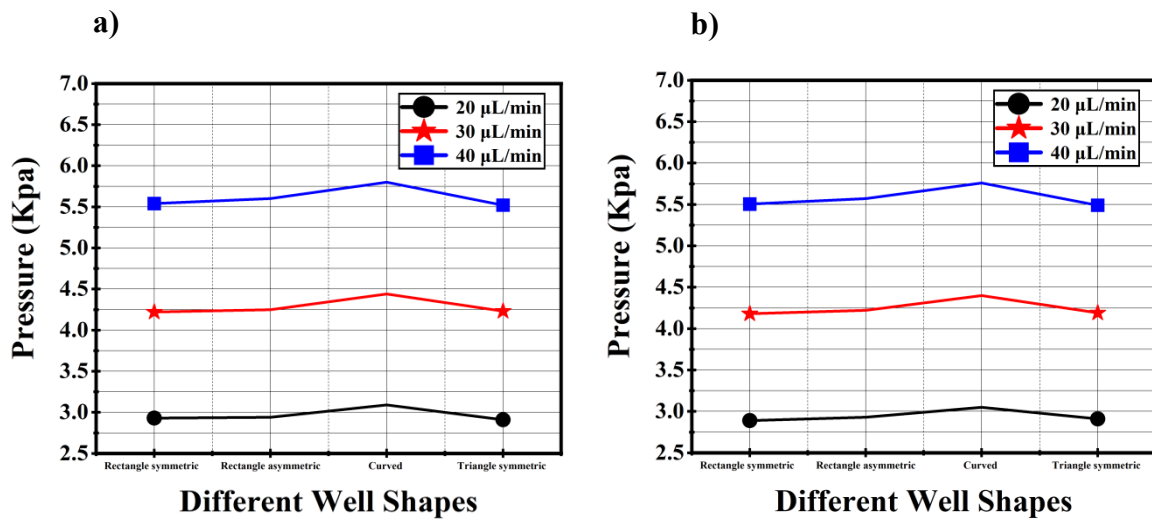 a)
7.0
6.5
6.0
5.5
5.0
4.5
4.0
3.5
3.0
2.5
Pressure (Kpa)
20 µL/min
30 µL/min
40 µL/min
Rectangle symmetric
Rectangle asymmetric
Curved
Triangle symmetric
Different Well Shapes
b)
7.0
6.5
6.0
5.5
5.0
4.5
4.0
3.5
3.0
2.5
Pressure (Kpa)
20 µL/min
30 µL/min
40 µL/min
Rectangle symmetric
Rectangle asymmetric
Curved
Triangle symmetric
Different Well Shapes